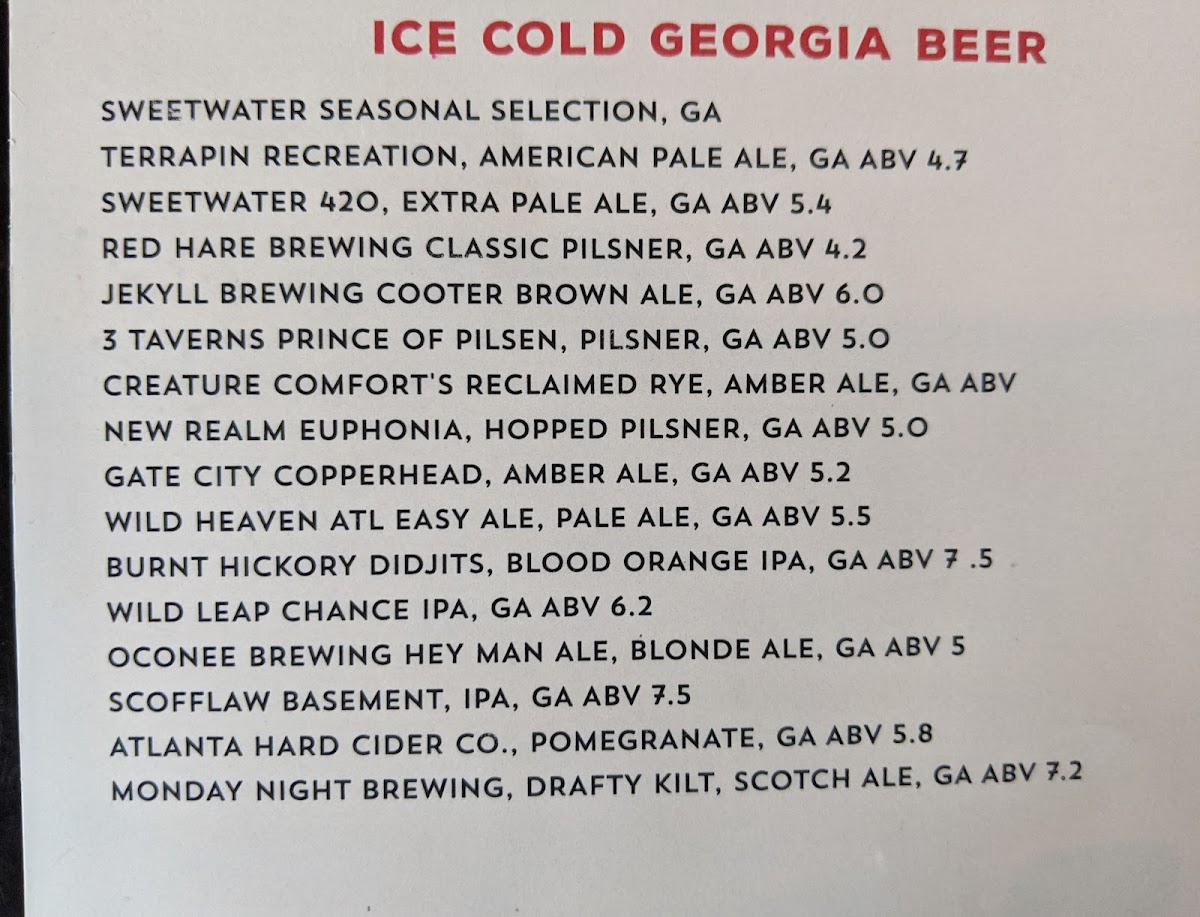 ICE COLD GEORGIA BEER
SWEETWATER SEASONAL SELECTION, GA
TERRAPIN RECREATION, AMERICAN PALE ALE, GA ABV 4.7
SWEETWATER 420, EXTRA PALE ALE, GA ABV 5.4
RED HARE BREWING CLASSIC PILSNER, GA ABV 4.2
JEKYLL BREWING COOTER BROWN ALE, GA ABV 6.0
3 TAVERNS PRINCE OF PILSEN, PILSNER, GA ABV 5.0
CREATURE COMFORT'S RECLAIMED RYE, AMBER ALE, GA ABV
NEW REALM EUPHONIA, HOPPED PILSNER, GA ABV 5.0
GATE CITY COPPERHEAD, AMBER ALE, GA ABV 5.2
WILD HEAVEN ATL EASY ALE, PALE ALE, GA ABV 5.5
BURNT HICKORY DIDJITS, BLOOD ORANGE IPA, GA ABV 7 .5
WILD LEAP CHANCE IPA, GA ABV 6.2
OCONEE BREWING HEY MAN ALE, BLONDE ALE, GA ABV 5
SCOFFLAW BASEMENT, IPA, GA ABV 7.5
ATLANTA HARD CIDER CO., POMEGRANATE, GA ABV 5.8
MONDAY NIGHT BREWING, DRAFTY KILT, SCOTCH ALE, GA ABV 7.2